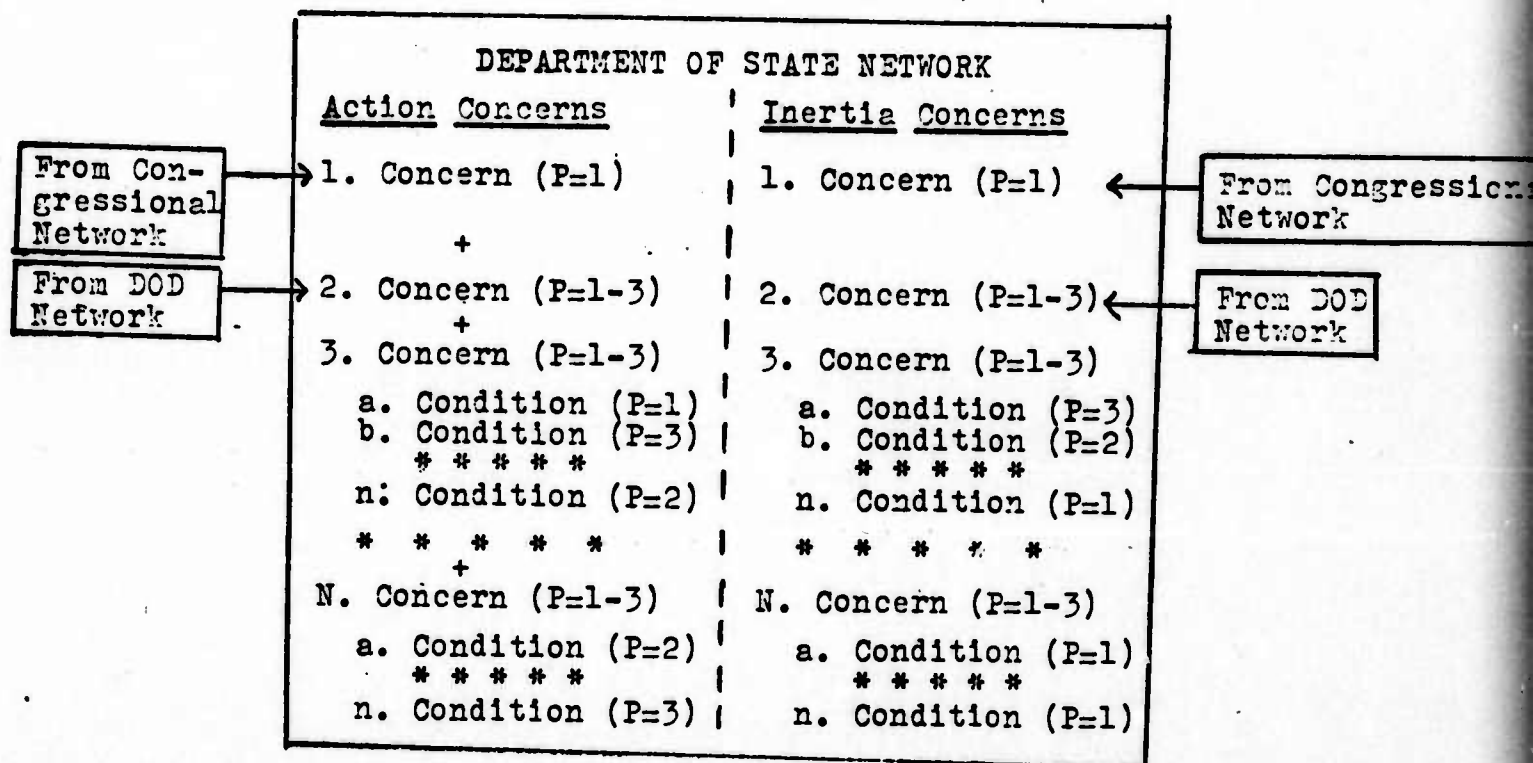 DEPARTMENT OF STATE NETWORK
Action Concerns
1. Concern (P=1)
+
2. Concern (P=1-3)
+
3. Concern (P=1-3)
a. Condition (P=1)
b. Condition (P=3)
* * * * *
n. Condition (P=2)
* * * * *
+
N. Concern (P=1-3)
a. Condition (P=2)
* * * * *
n. Condition (P=3)
Inertia Concerns
1. Concern (P=1)
2. Concern (P=1-3)
3. Concern (P=1-3)
a. Condition (P=3)
b. Condition (P=2)
* * * * *
n. Condition (P=1)
* * * * *
N. Concern (P=1-3)
a. Condition (P=1)
* * * * *
n. Condition (P=1)
From Con-
gressional
Network
From DOD
Network
From Congressiona
Network
From DOD
Network